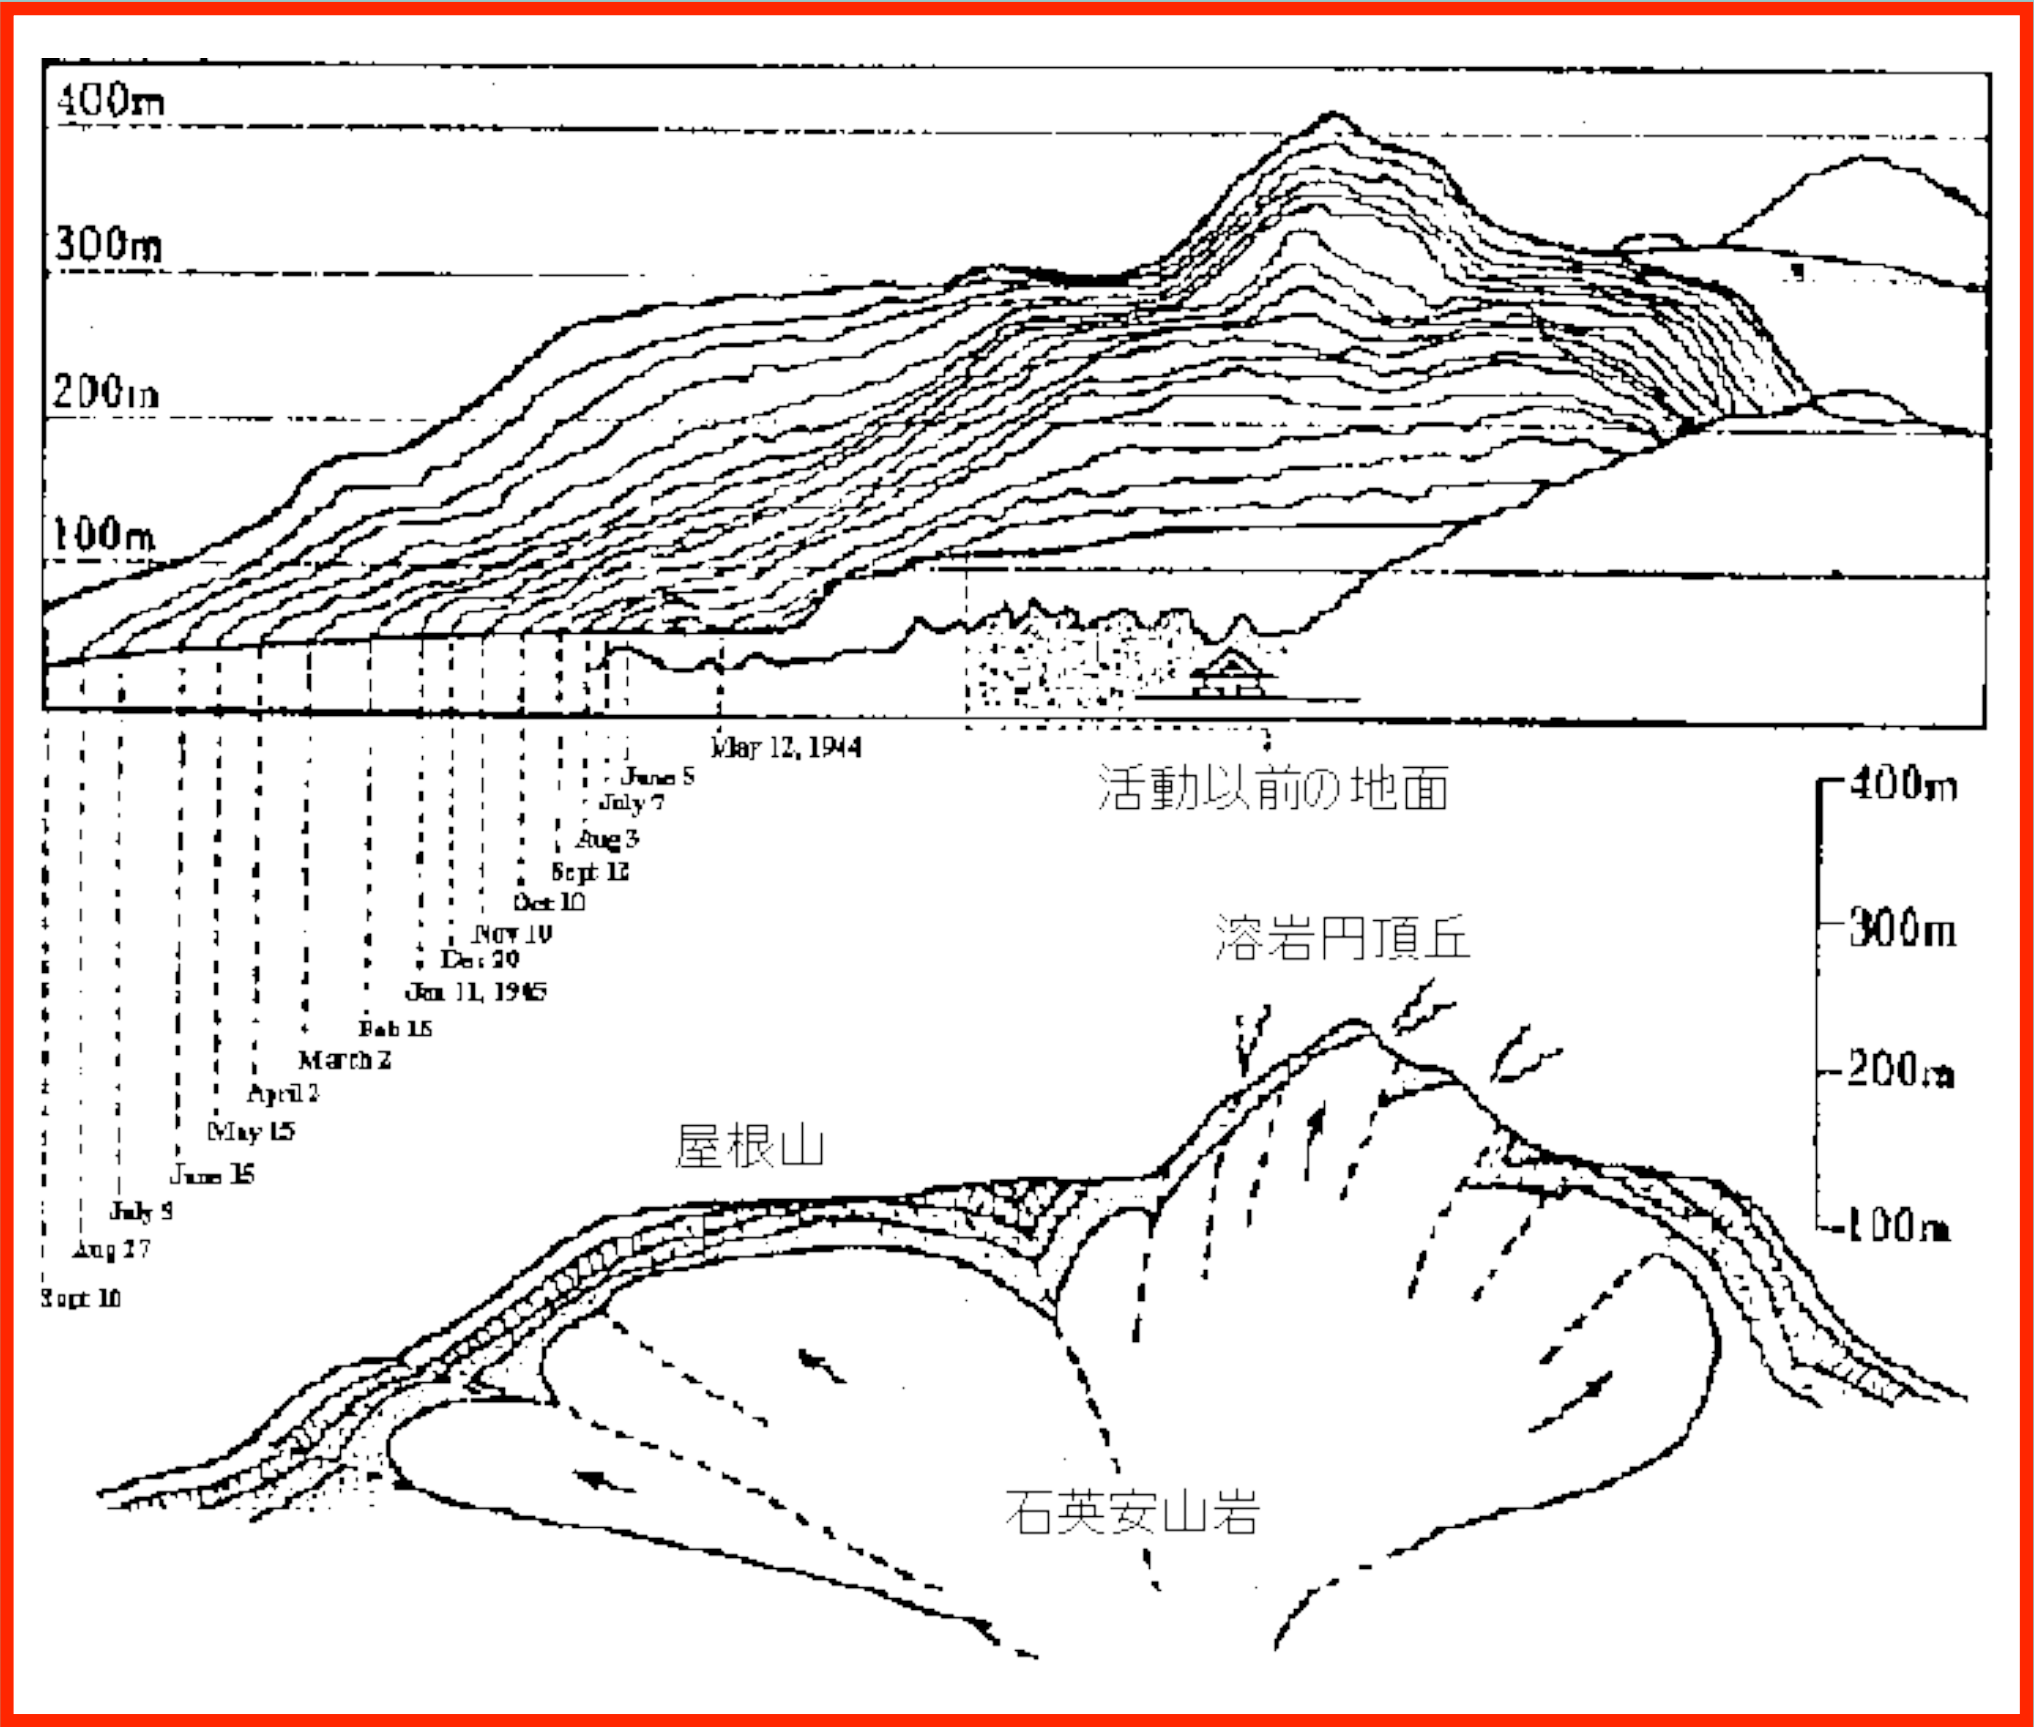 400m
300m
200m
100m
May 12, 1944
June 5
July 7
Aug 3
Sept 12
Oct 10
Nov 10
Dec 20
Jan 11, 1945
Feb 16
March 2
April 2
May 15
June 15
July 9
Aug 27
Sept 10
活動以前の地面
400m
300m
200m
100m
溶岩円頂丘
屋根山
石英安山岩